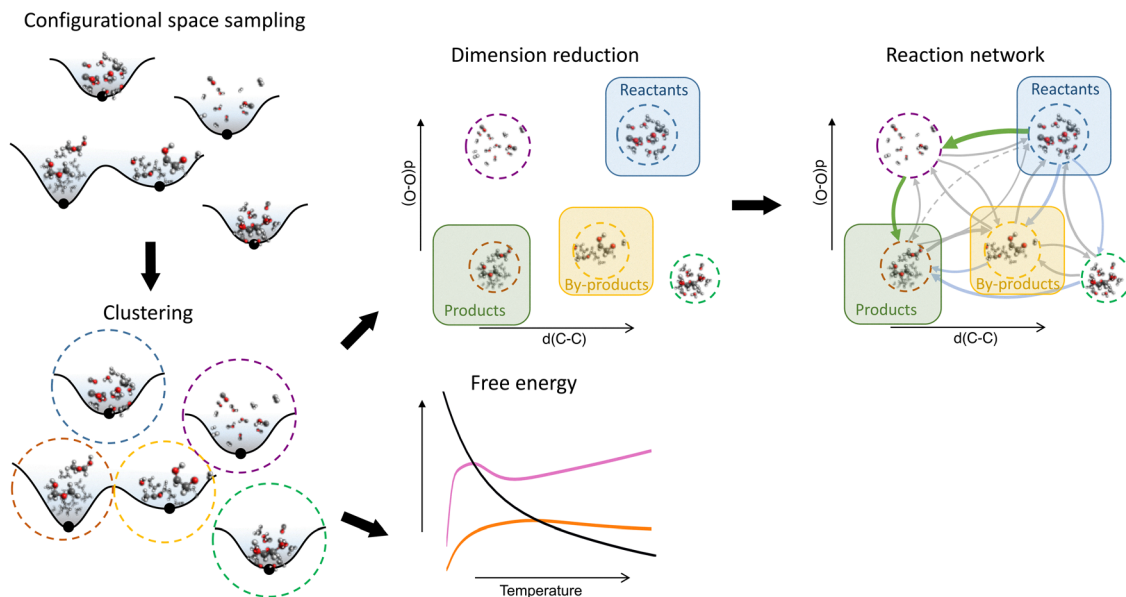 Configurational space sampling
Clustering
Dimension reduction
d(O-O)
Reactants
Products
By-products
d(C-C)
Free energy
Temperature
Reaction network
d(O-O)
Reactants
Products
By-products
d(C-C)